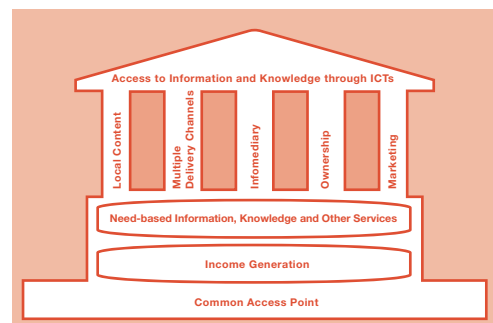 Access to Information and Knowledge through ICTs
Local Content
Multiple
Delivery Channels
Infomediary
Ownership
Marketing
Need-based Information, Knowledge and Other Services
Income Generation
Common Access Point